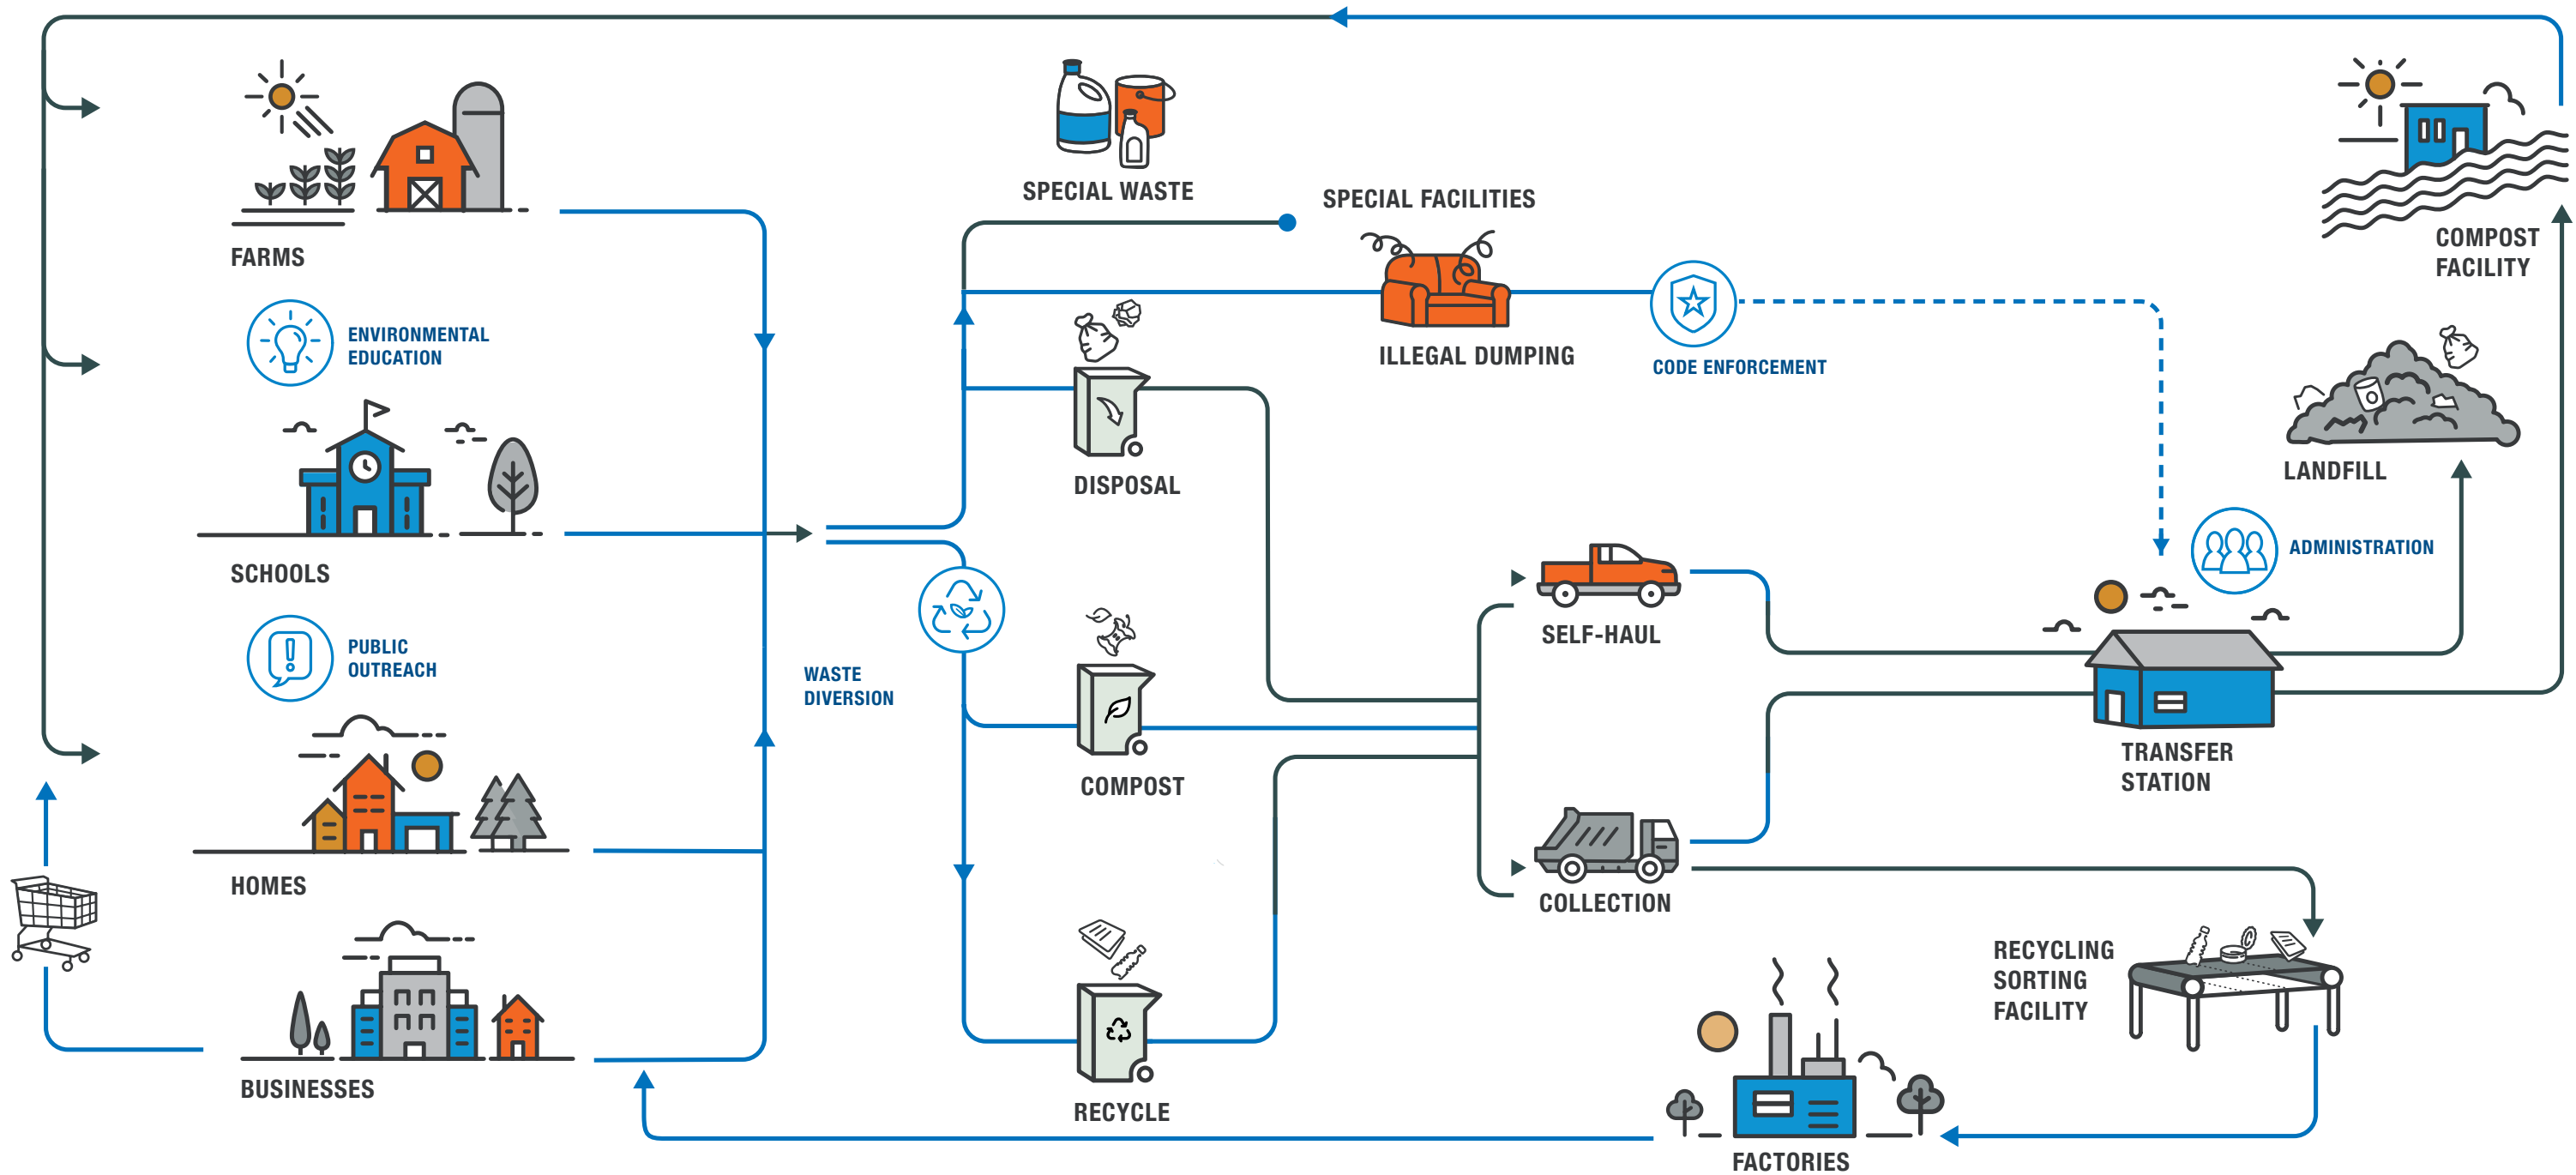 SPECIAL WASTE
SPECIAL FACILITIES
FARMS
COMPOST
FACILITY
ENVIRONMENTAL
EDUCATION
ILLEGAL DUMPING
CODE ENFORCEMENT
DISPOSAL
LANDFILL
SCHOOLS
ADMINISTRATION
PUBLIC
OUTREACH
WASTE
DIVERSION
SELF-HAUL
COMPOST
TRANSFER
STATION
HOMES
COLLECTION
RECYCLING
SORTING
FACILITY
BUSINESSES
RECYCLE
FACTORIES